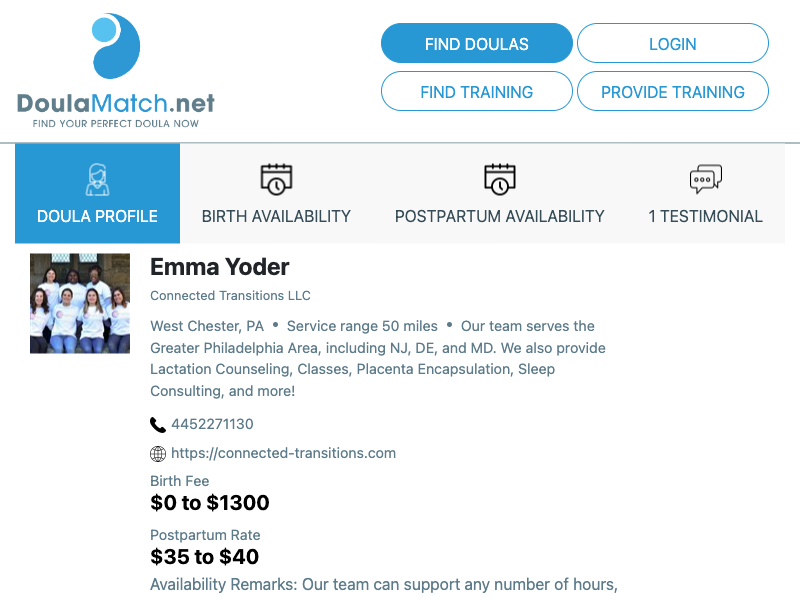 DoulaMatch.net
FIND YOUR PERFECT DOULA NOW
FIND DOULAS
LOGIN
FIND TRAINING
PROVIDE TRAINING
DOULA PROFILE
BIRTH AVAILABILITY
POSTPARTUM AVAILABILITY
1 TESTIMONIAL
Emma Yoder
Connected Transitions LLC
West Chester, PA • Service range 50 miles • Our team serves the
Greater Philadelphia Area, including NJ, DE, and MD. We also provide
Lactation Counseling, Classes, Placenta Encapsulation, Sleep
Consulting, and more!
4452271130
https://connected-transitions.com
Birth Fee
$0 to $1300
Postpartum Rate
$35 to $40
Availability Remarks: Our team can support any number of hours,